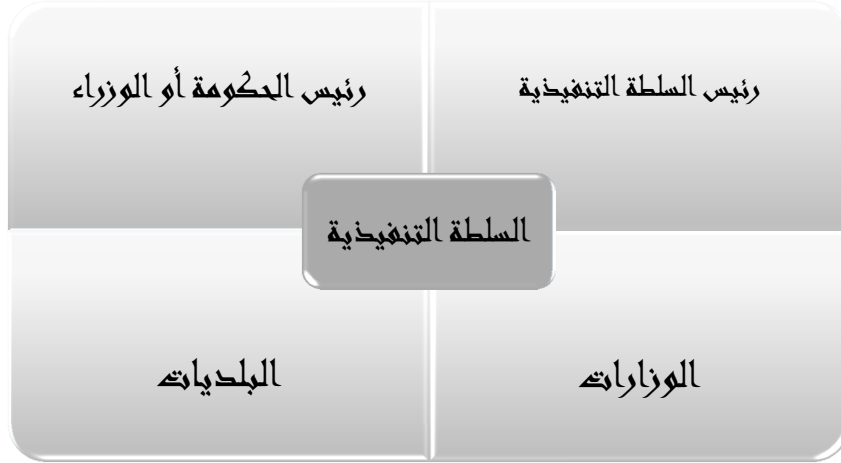 رئيس السلطة التنفيذية
رئيس الحكومة أو الوزراء
السلطة التنفيذية
الوزارات
البلديات